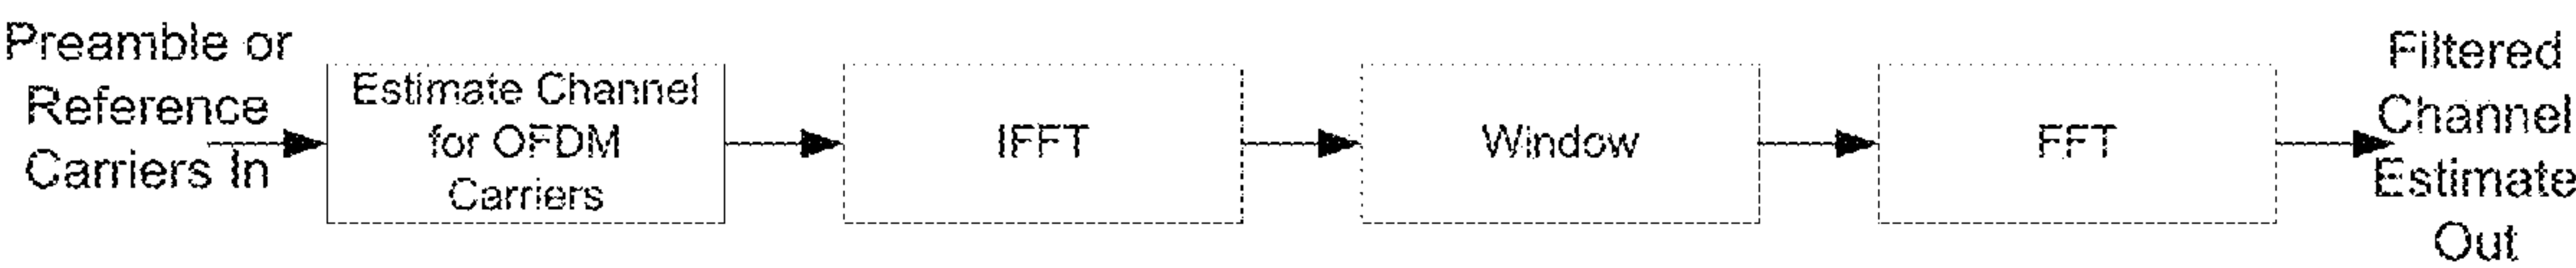 Preamble or
Reference
Carriers In
Estimate Channel
for OFDM
Carriers
IFFT
Window
FFT
Filtered
Channel
Estimate
Out